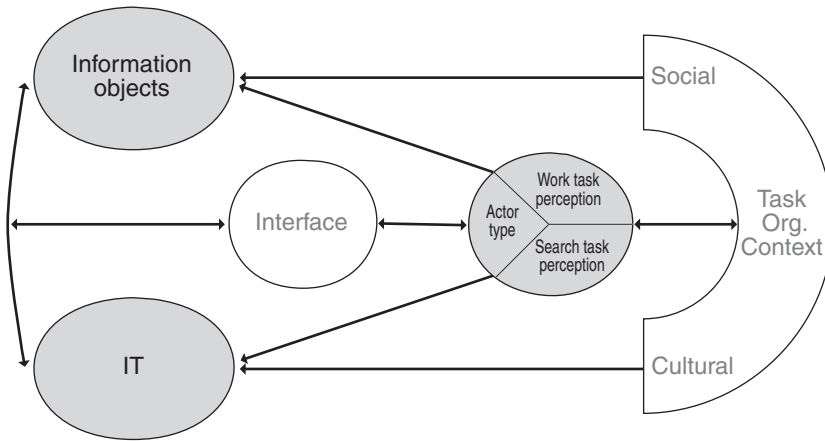 Information
objects
Social
Work task
perception
Actor
type
Interface
Task
Org.
Context
Search task
perception
IT
Cultural